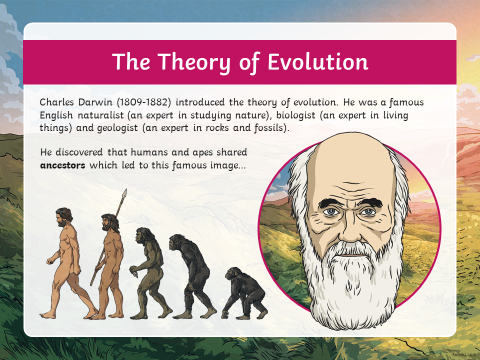 The Theory of Evolution
Charles Darwin (1809-1882) introduced the theory of evolution. He was a famous
English naturalist (an expert in studying nature), biologist (an expert in living
things) and geologist (an expert in rocks and fossils).
He discovered that humans and apes shared
ancestors which led to this famous image...